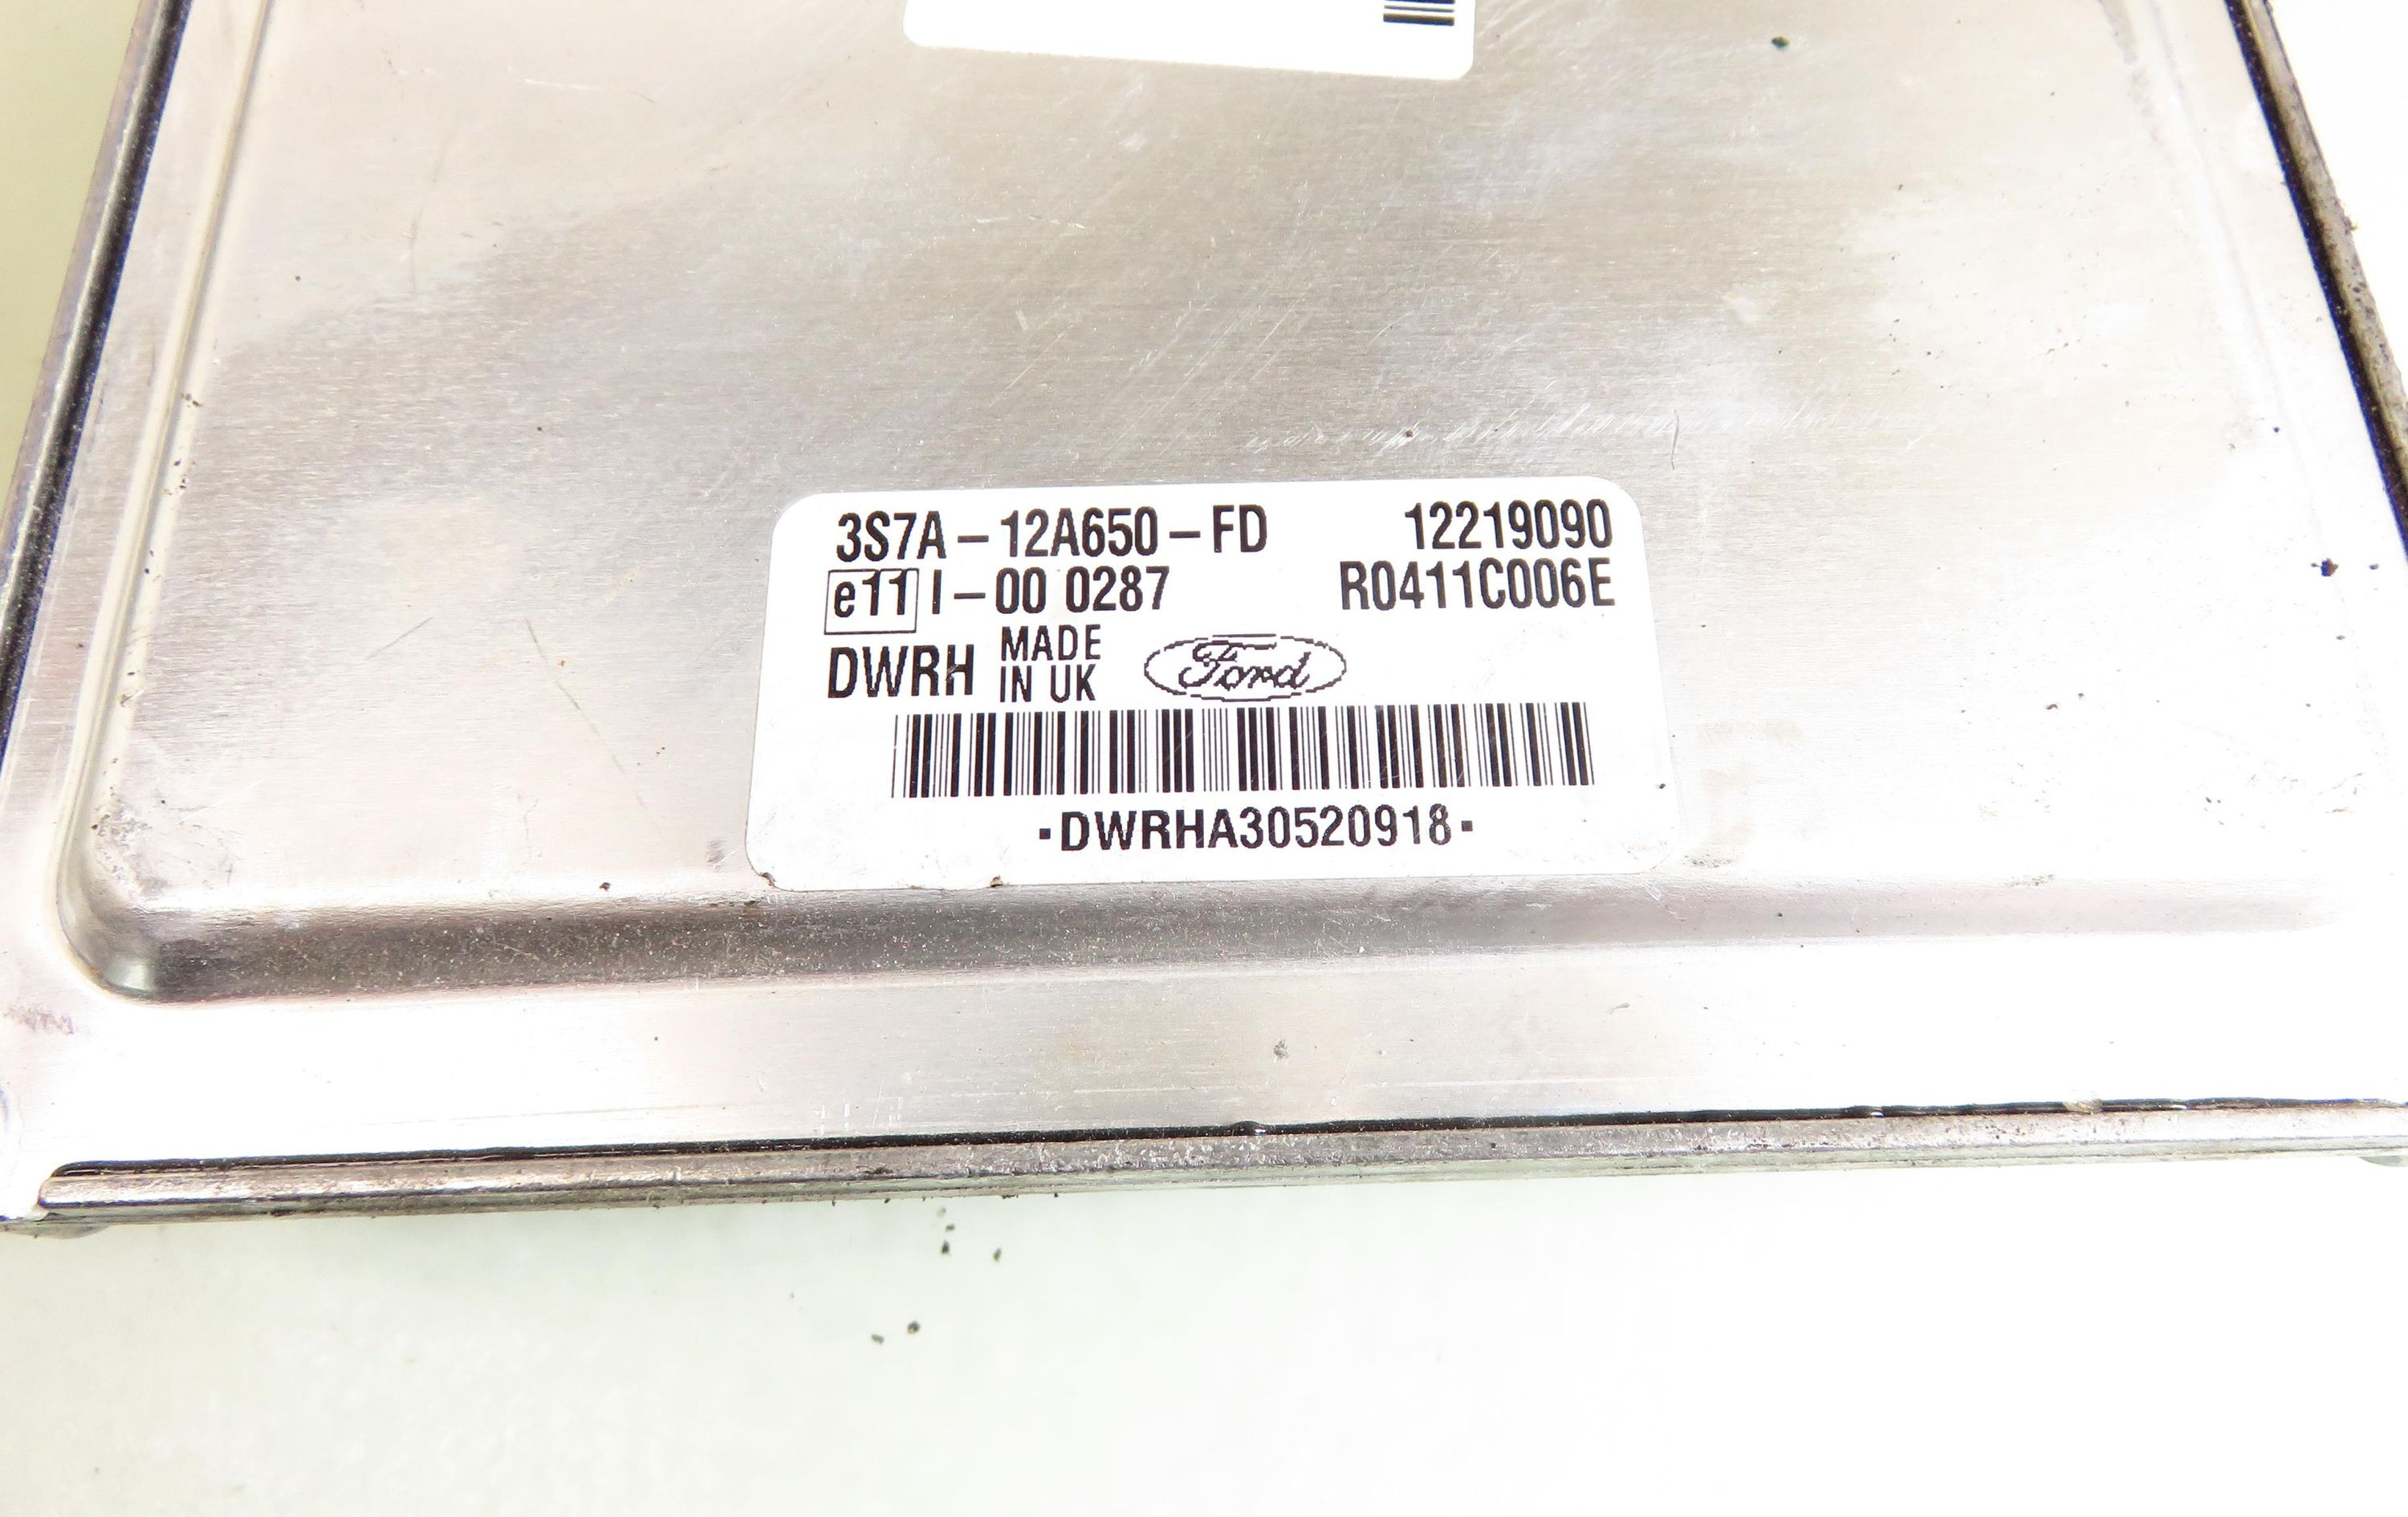 3S7A-12A650-FD 12219090
e11 I-00 0287 R0411C006E
DWRH MADE IN UK Ford
-DWRHA30520918-